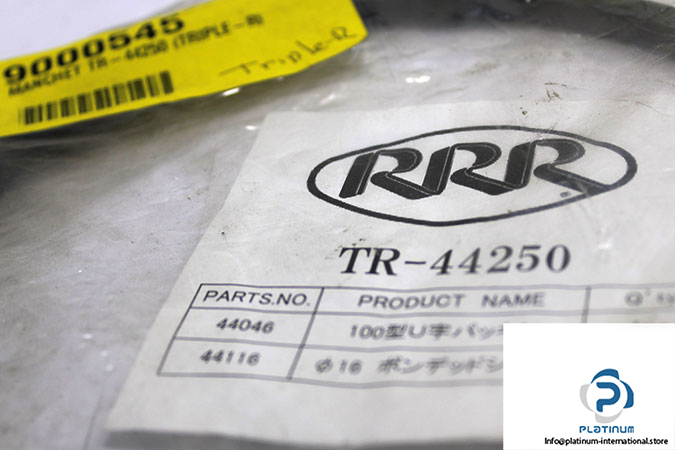 9000545
MANCHET TR-44250 (TRIPLE-R)
Triple-R
RRR
TR-44250
PARTS.NO. PRODUCT NAME Q'
44046 100型U字パッ
44116 φ16 ボンデッドシ
PLATINUM
Info@platinum-international.store